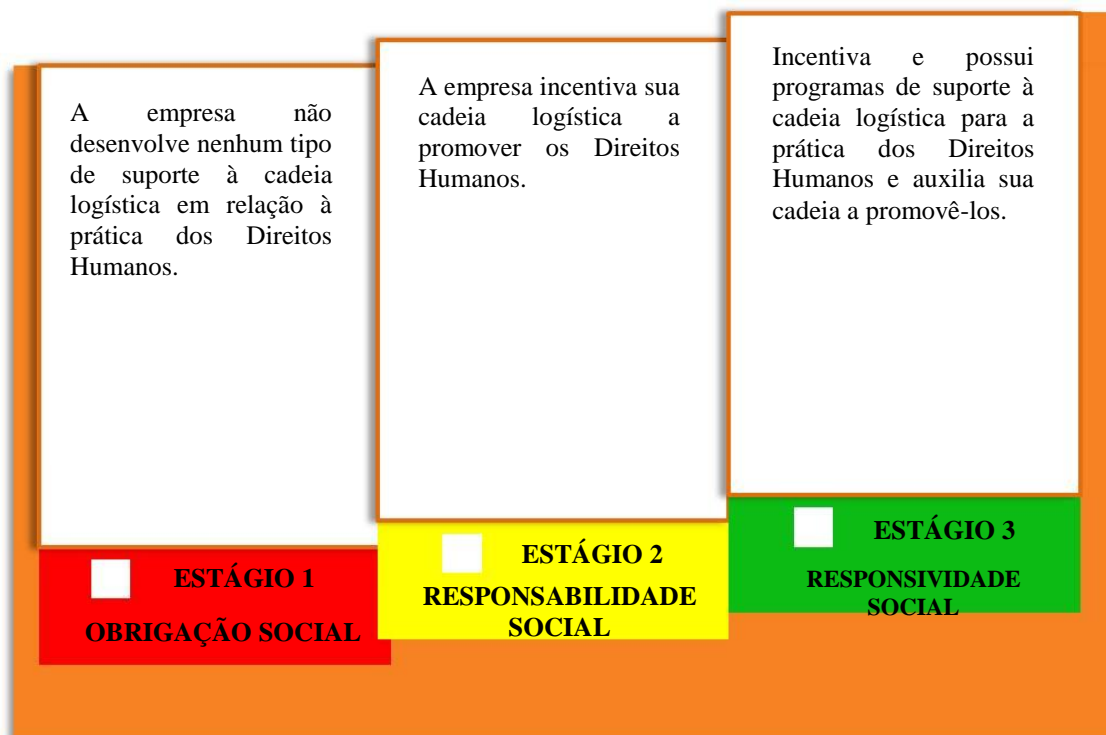 A empresa não
desenvolve nenhum tipo
de suporte à cadeia
logística em relação à
prática dos Direitos
Humanos.
ESTÁGIO 1
OBRIGAÇÃO SOCIAL
A empresa incentiva sua
cadeia logística a
promover os Direitos
Humanos.
ESTÁGIO 2
RESPONSABILIDADE
SOCIAL
Incentiva e possui
programas de suporte à
cadeia logística para a
prática dos Direitos
Humanos e auxilia sua
cadeia a promovê-los.
ESTÁGIO 3
RESPONSIVIDADE
SOCIAL